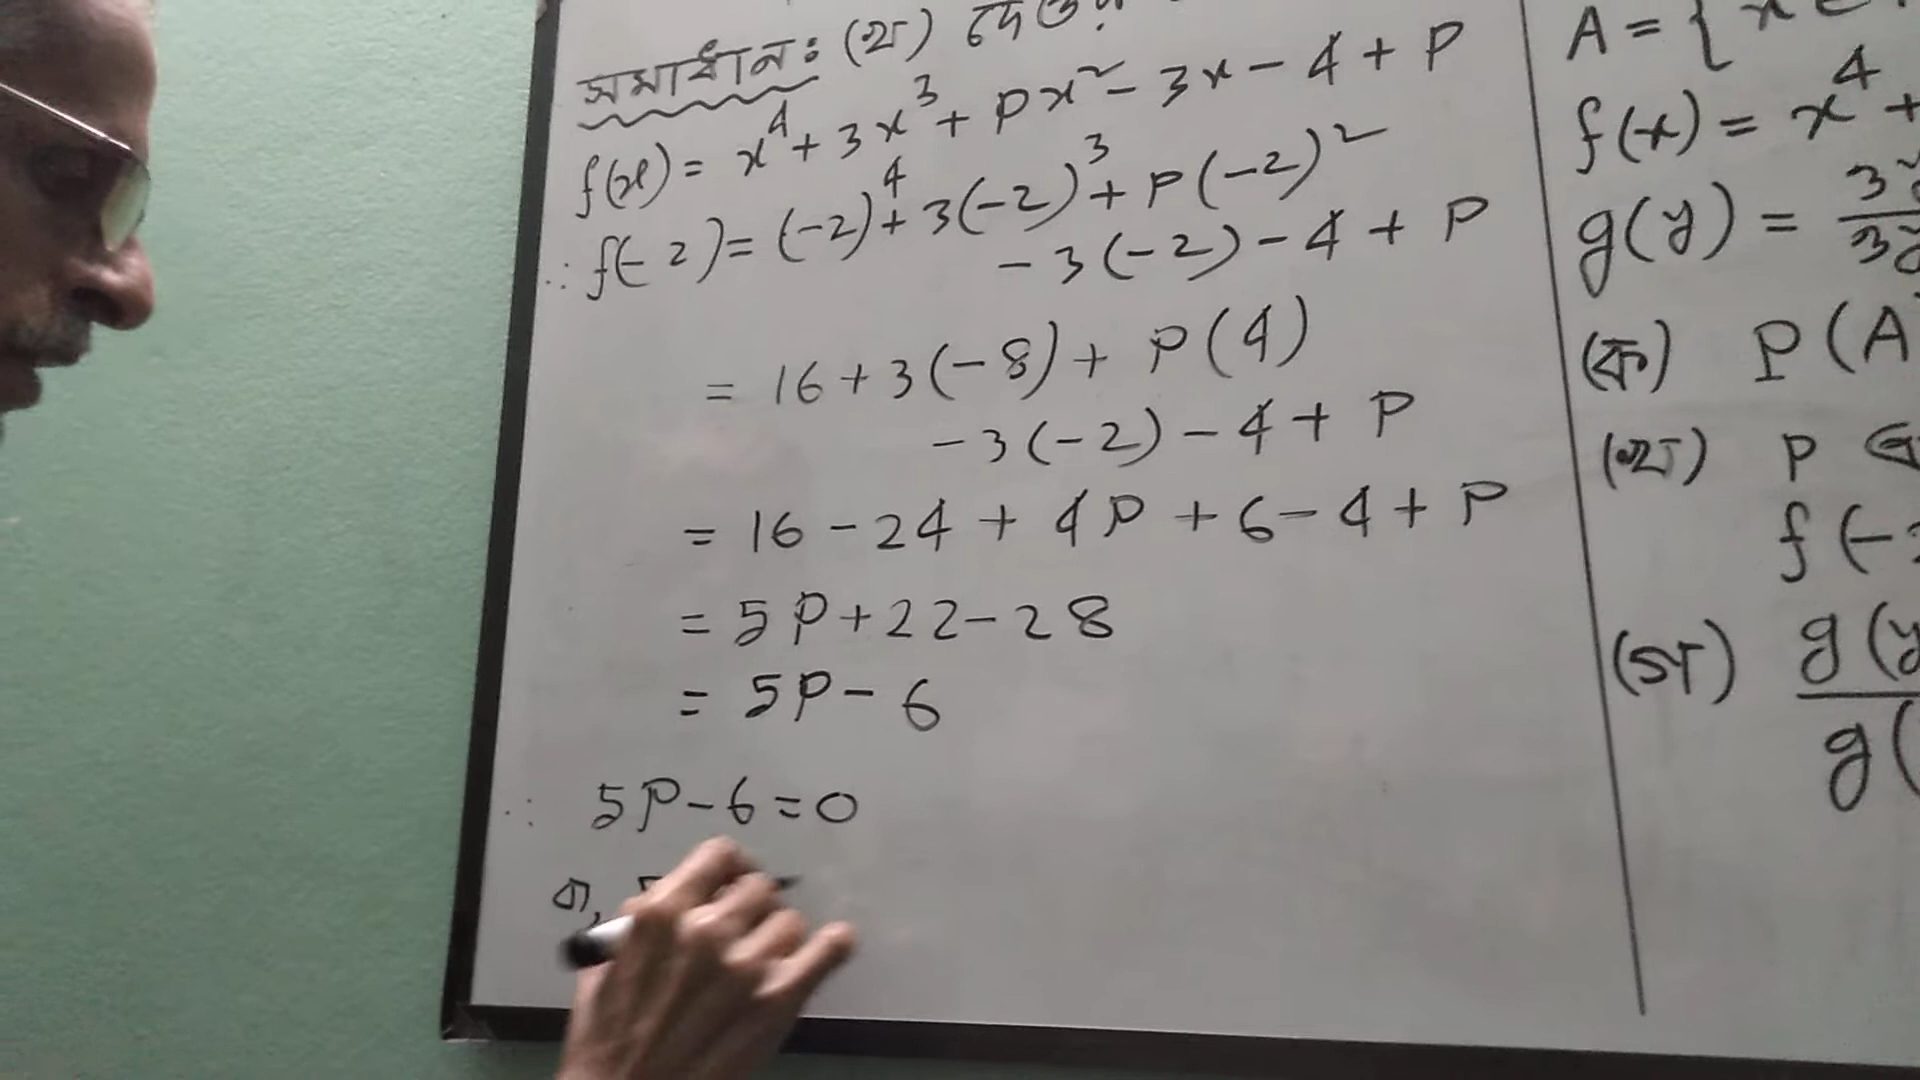 সমাধানঃ (খ)
f(x) = x⁴ + 3x³ + Px² - 3x - 4 + P
∴ f(-2) = (-2)⁴ + 3(-2)³ + P(-2)²
- 3(-2) - 4 + P
= 16 + 3(-8) + P(4)
- 3(-2) - 4 + P
= 16 - 24 + 4P + 6 - 4 + P
= 5P + 22 - 28
= 5P - 6
∴ 5P - 6 = 0
বা,
A = { x ∈
f(x) = x⁴ +
g(y) =
(ক) P(A
(খ) P
f(-
(গ) g(y
g(